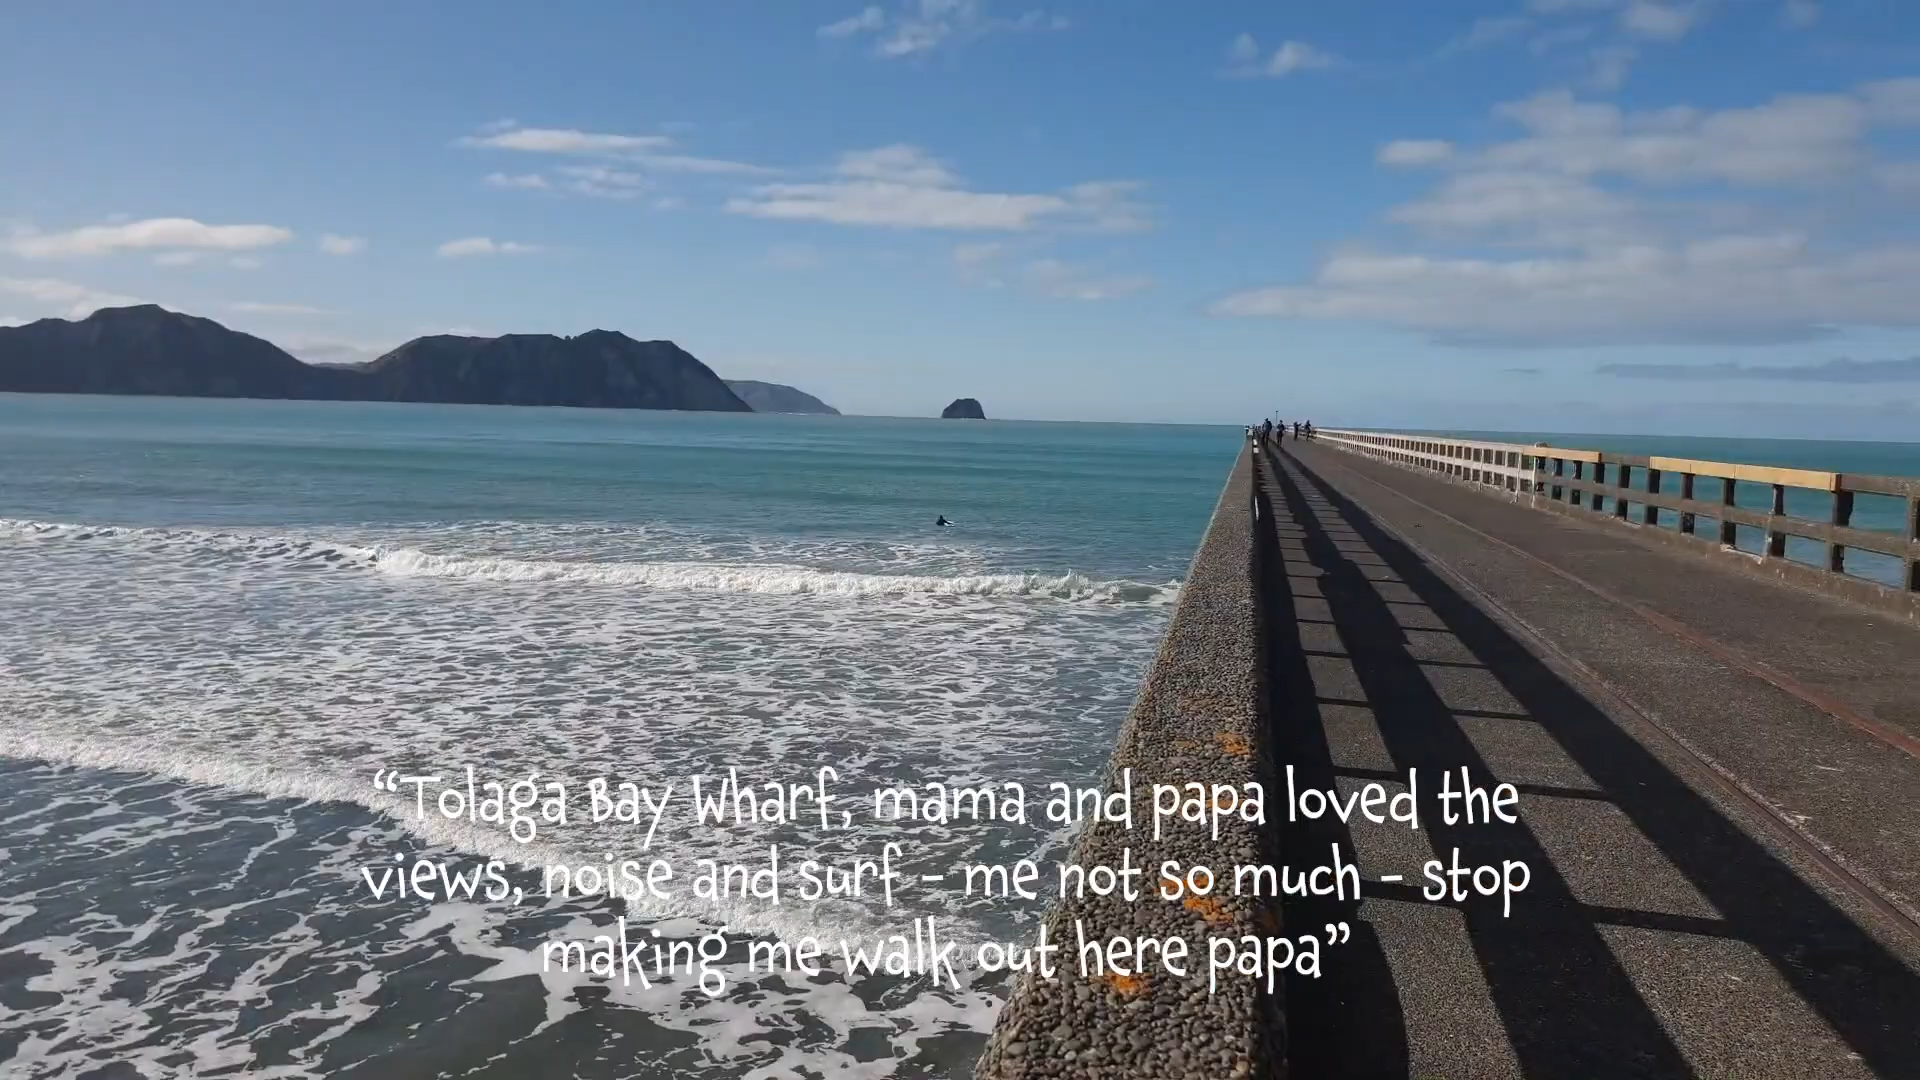 “Tolaga Bay Wharf, mama and papa loved the
views, noise and surf - me not so much - stop
making me walk out here papa”